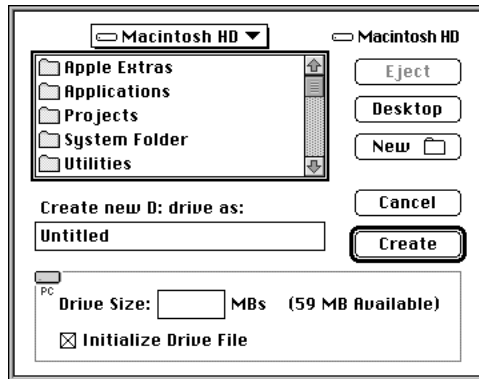 Macintosh HD
Macintosh HD
Apple Extras
Applications
Projects
System Folder
Utilities
Eject
Desktop
New
Create new D: drive as:
Untitled
Cancel
Create
PC
Drive Size: MBs (59 MB Available)
Initialize Drive File